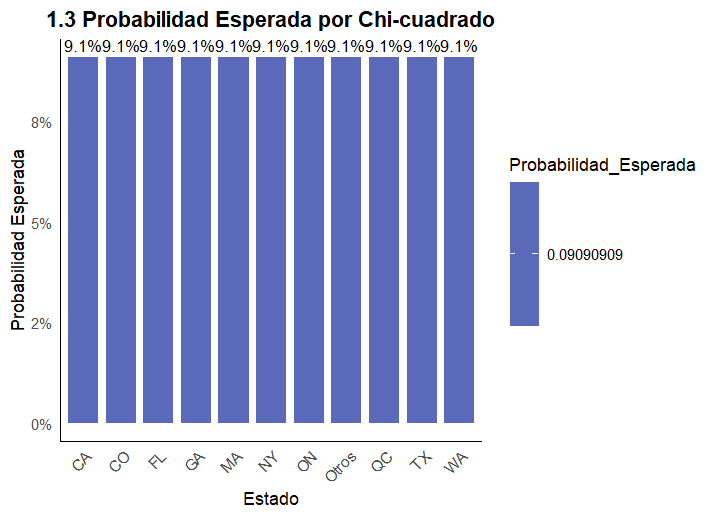 1.3 Probabilidad Esperada por Chi-cuadrado
9.1%9.1%9.1%9.1%9.1%9.1%9.1%9.1%9.1%9.1%9.1%
8%
5%
2%
0%
Probabilidad Esperada
CA CO FL GA MA NY ON Otros QC TX WA
Estado
Probabilidad_Esperada
0.09090909